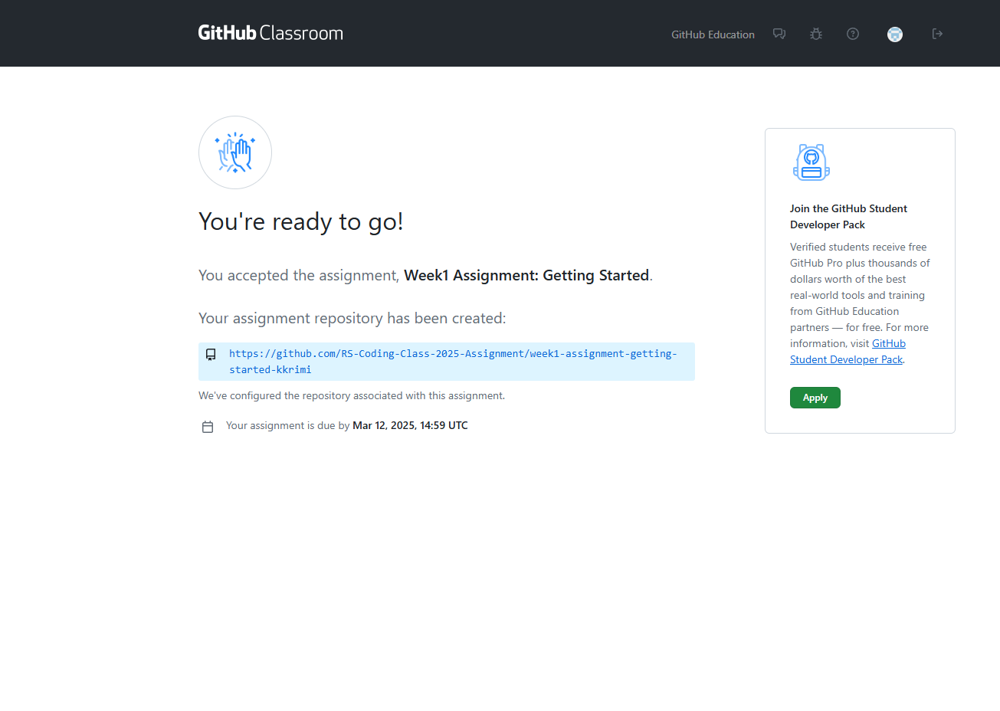 GitHub Classroom
GitHub Education
You're ready to go!
You accepted the assignment, Week1 Assignment: Getting Started.
Your assignment repository has been created:
https://github.com/RS-Coding-Class-2025-Assignment/week1-assignment-getting-
started-kkrimi
We've configured the repository associated with this assignment.
Your assignment is due by Mar 12, 2025, 14:59 UTC
Join the GitHub Student
Developer Pack
Verified students receive free
GitHub Pro plus thousands of
dollars worth of the best
real-world tools and training
from GitHub Education
partners — for free. For more
information, visit GitHub
Student Developer Pack.
Apply